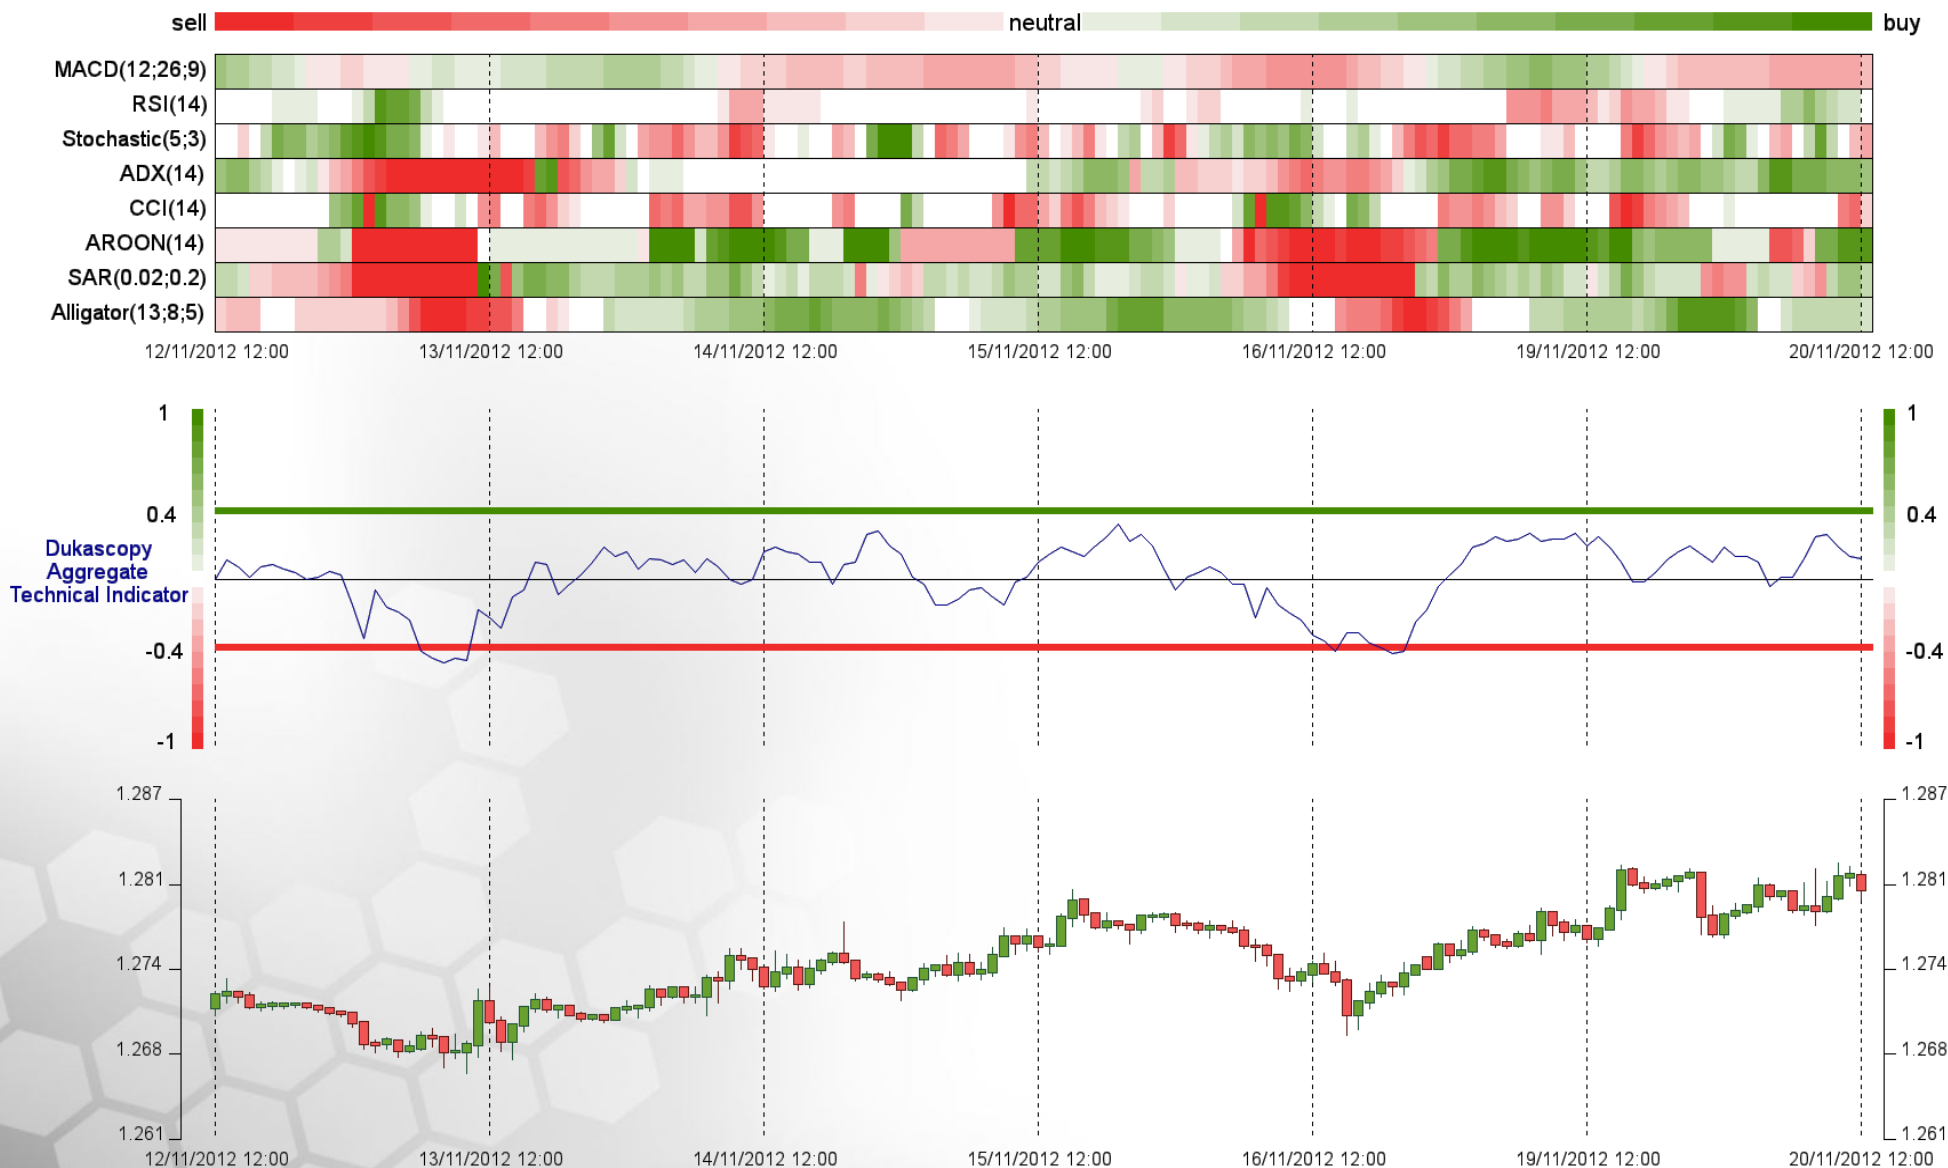 sell neutral buy
MACD(12;26;9)
RSI(14)
Stochastic(5;3)
ADX(14)
CCI(14)
AROON(14)
SAR(0.02;0.2)
Alligator(13;8;5)
12/11/2012 12:00 13/11/2012 12:00 14/11/2012 12:00 15/11/2012 12:00 16/11/2012 12:00 19/11/2012 12:00 20/11/2012 12:00
1 1
0.4 0.4
Dukascopy
Aggregate
Technical Indicator
-0.4 -0.4
-1 -1
1.287 1.287
1.281 1.281
1.274 1.274
1.268 1.268
1.261 1.261
12/11/2012 12:00 13/11/2012 12:00 14/11/2012 12:00 15/11/2012 12:00 16/11/2012 12:00 19/11/2012 12:00 20/11/2012 12:00